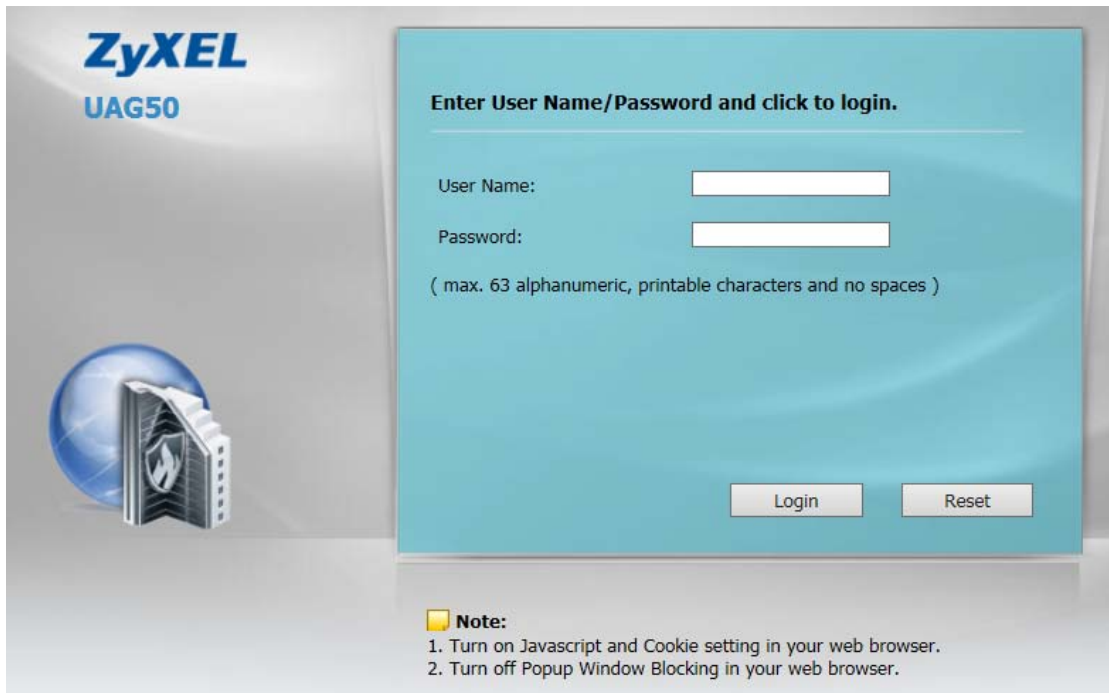 ZyXEL
UAG50
Enter User Name/Password and click to login.
User Name:
Password:
( max. 63 alphanumeric, printable characters and no spaces )
Login Reset
Note:
1. Turn on Javascript and Cookie setting in your web browser.
2. Turn off Popup Window Blocking in your web browser.